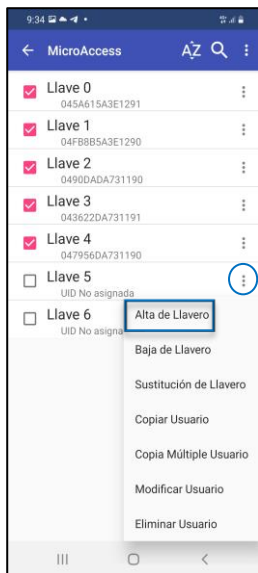 9:34
MicroAccess AZ
Llave 0
045A615A3E1291
Llave 1
04FB8B5A3E1290
Llave 2
0490DADA731190
Llave 3
043622DA731191
Llave 4
047956DA731190
Llave 5
UID No asignada
Llave 6
UID No asigna
Alta de Llavero
Baja de Llavero
Sustitución de Llavero
Copiar Usuario
Copia Múltiple Usuario
Modificar Usuario
Eliminar Usuario